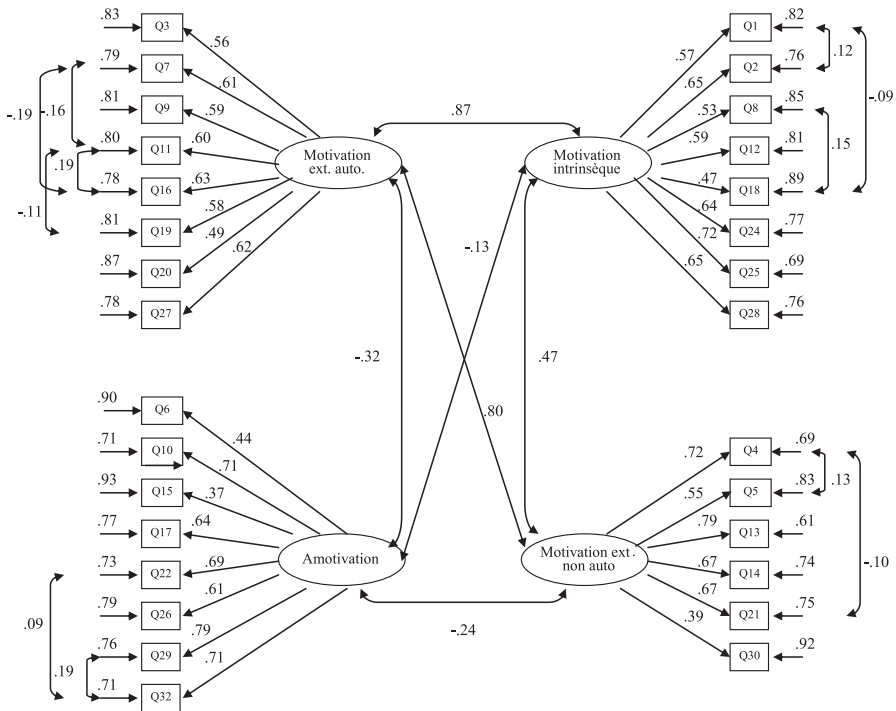 .83 Q3 .56
.79 Q7 .61
.81 Q9 .59
.80 Q11 .60
.78 Q16 .63
.81 Q19 .58
.87 Q20 .49
.78 Q27 .62
-.19
-.16
.19
-.11
Motivation
ext. auto.
.87
Motivation
intrinsèque
.57 Q1 .82
.65 Q2 .76
.53 Q8 .85
.59 Q12 .81
.47 Q18 .89
.64 Q24 .77
.72 Q25 .69
.65 Q28 .76
.12
-.09
.15
-.13
-.32
.47
.80
.90 Q6 .44
.71 Q10 .71
.93 Q15 .37
.77 Q17 .64
.73 Q22 .69
.79 Q26 .61
.76 Q29 .79
.71 Q32 .71
.09
.19
Amotivation
-.24
Motivation ext.
non auto
.72 Q4 .69
.55 Q5 .83
.79 Q13 .61
.67 Q14 .74
.67 Q21 .75
.39 Q30 .92
.13
-.10